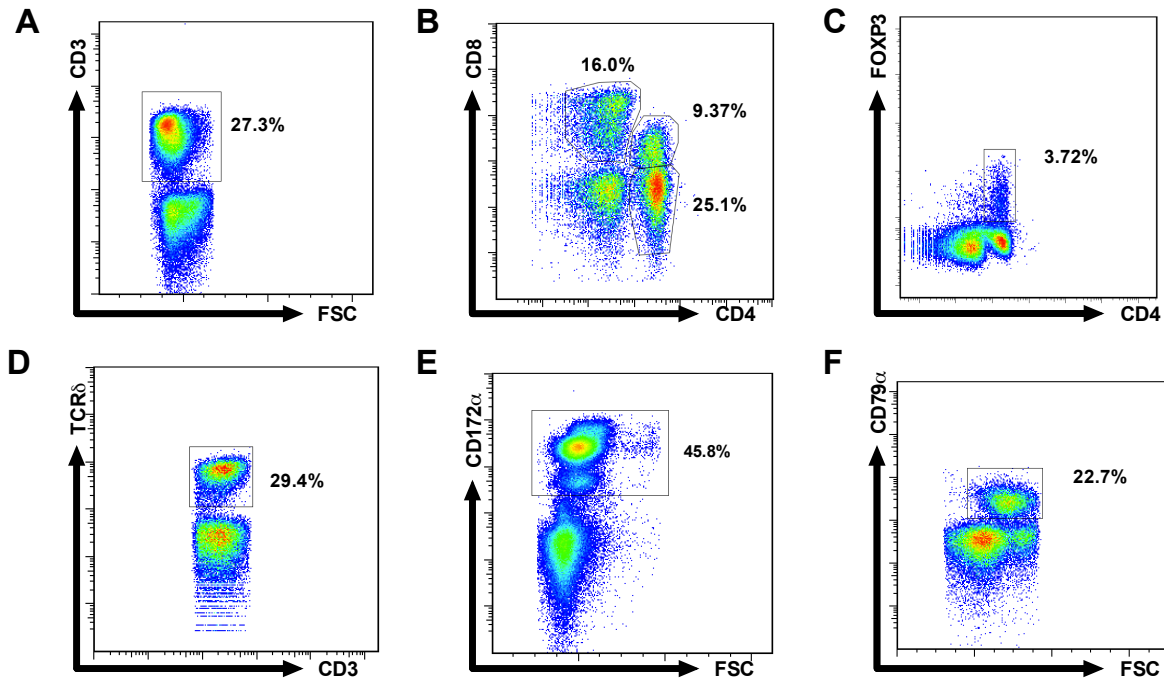 A
CD3
27.3%
FSC
B
CD8
16.0%
9.37%
25.1%
CD4
C
FOXP3
3.72%
CD4
D
TCRδ
29.4%
CD3
E
CD172α
45.8%
FSC
F
CD79α
22.7%
FSC